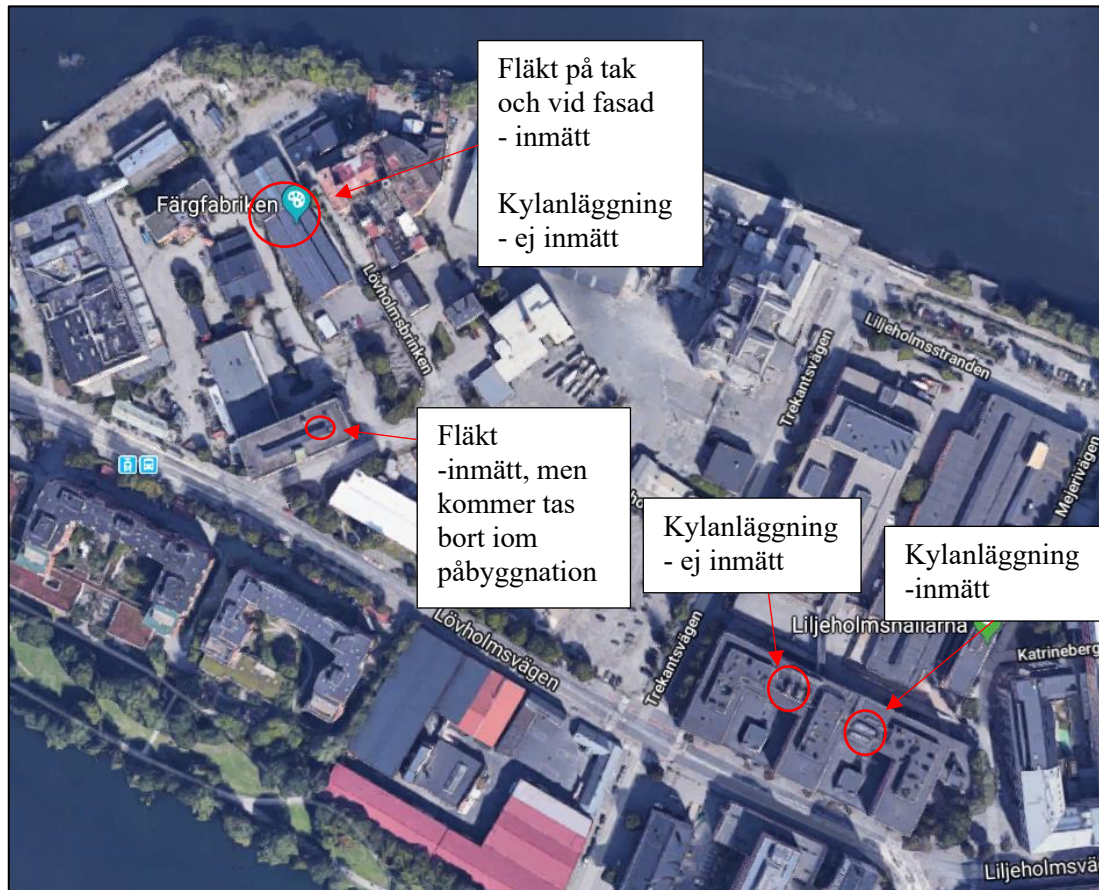 Fläkt på tak
och vid fasad
- inmätt
Kylanläggning
- ej inmätt
Färgfabriken
Lövholmsbrinken
Liljeholmsstranden
Trekantsvägen
Mejerivägen
Fläkt
-inmätt, men
kommer tas
bort iom
påbyggnation
Kylanläggning
- ej inmätt
Kylanläggning
-inmätt
Liljeholmshallarna
Katrineberg
Lövholmsvägen
Trekantsvägen
Liljeholmsvä